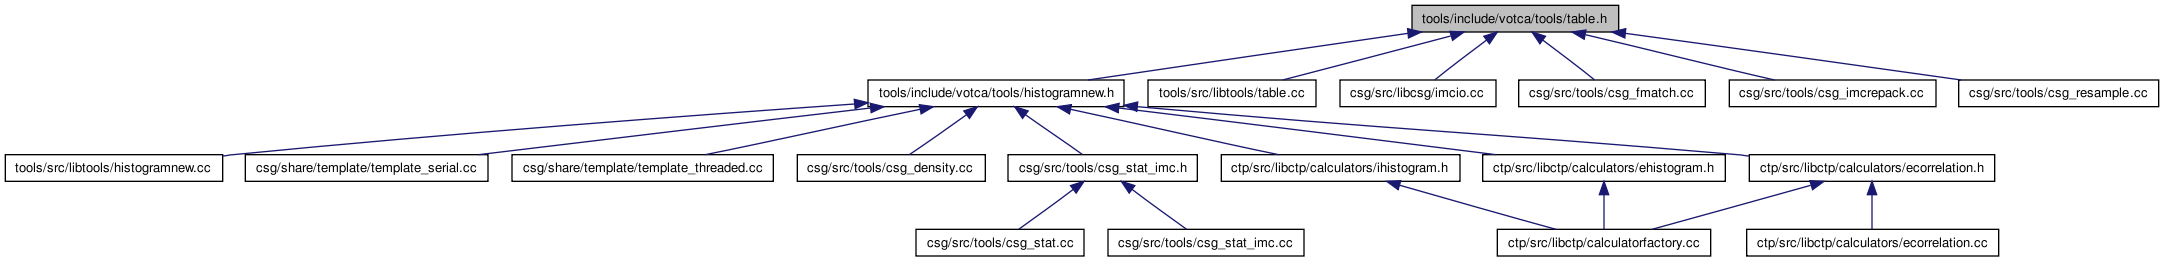 tools/include/votca/tools/table.h
tools/include/votca/tools/histogramnew.h
tools/src/libtools/table.cc
csg/src/libcsg/imcio.cc
csg/src/tools/csg_fmatch.cc
csg/src/tools/csg_imcrepack.cc
csg/src/tools/csg_resample.cc
tools/src/libtools/histogramnew.cc
csg/share/template/template_serial.cc
csg/share/template/template_threaded.cc
csg/src/tools/csg_density.cc
csg/src/tools/csg_stat_imc.h
ctp/src/libctp/calculators/ihistogram.h
ctp/src/libctp/calculators/ehistogram.h
ctp/src/libctp/calculators/ecorrelation.h
csg/src/tools/csg_stat.cc
csg/src/tools/csg_stat_imc.cc
ctp/src/libctp/calculatorfactory.cc
ctp/src/libctp/calculators/ecorrelation.cc